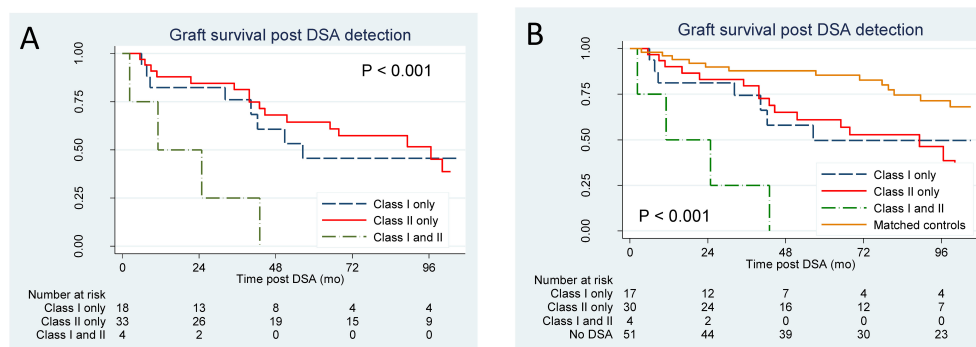 A
Graft survival post DSA detection
P < 0.001
1.00
0.75
0.50
0.25
0.00
Class I only
Class II only
Class I and II
0 24 48 72 96
Time post DSA (mo)
Number at risk
Class I only 18 13 8 4 4
Class II only 33 26 19 15 9
Class I and II 4 2 0 0 0
B
Graft survival post DSA detection
1.00
0.75
0.50
0.25
0.00
Class I only
Class II only
Class I and II
Matched controls
P < 0.001
0 24 48 72 96
Time post DSA (mo)
Number at risk
Class I only 17 12 7 4 4
Class II only 30 24 16 12 7
Class I and II 4 2 0 0 0
No DSA 51 44 39 30 23